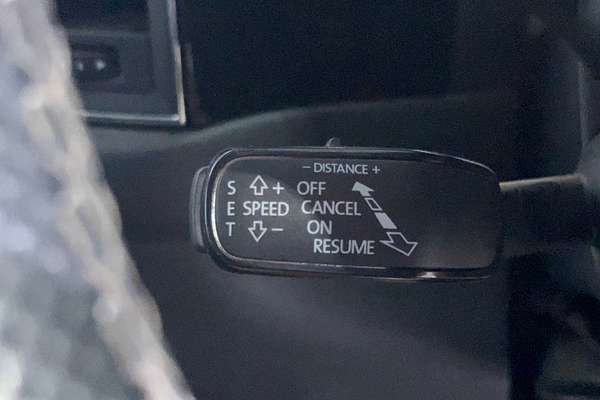 − DISTANCE +
S + OFF
E SPEED CANCEL
T − ON
RESUME